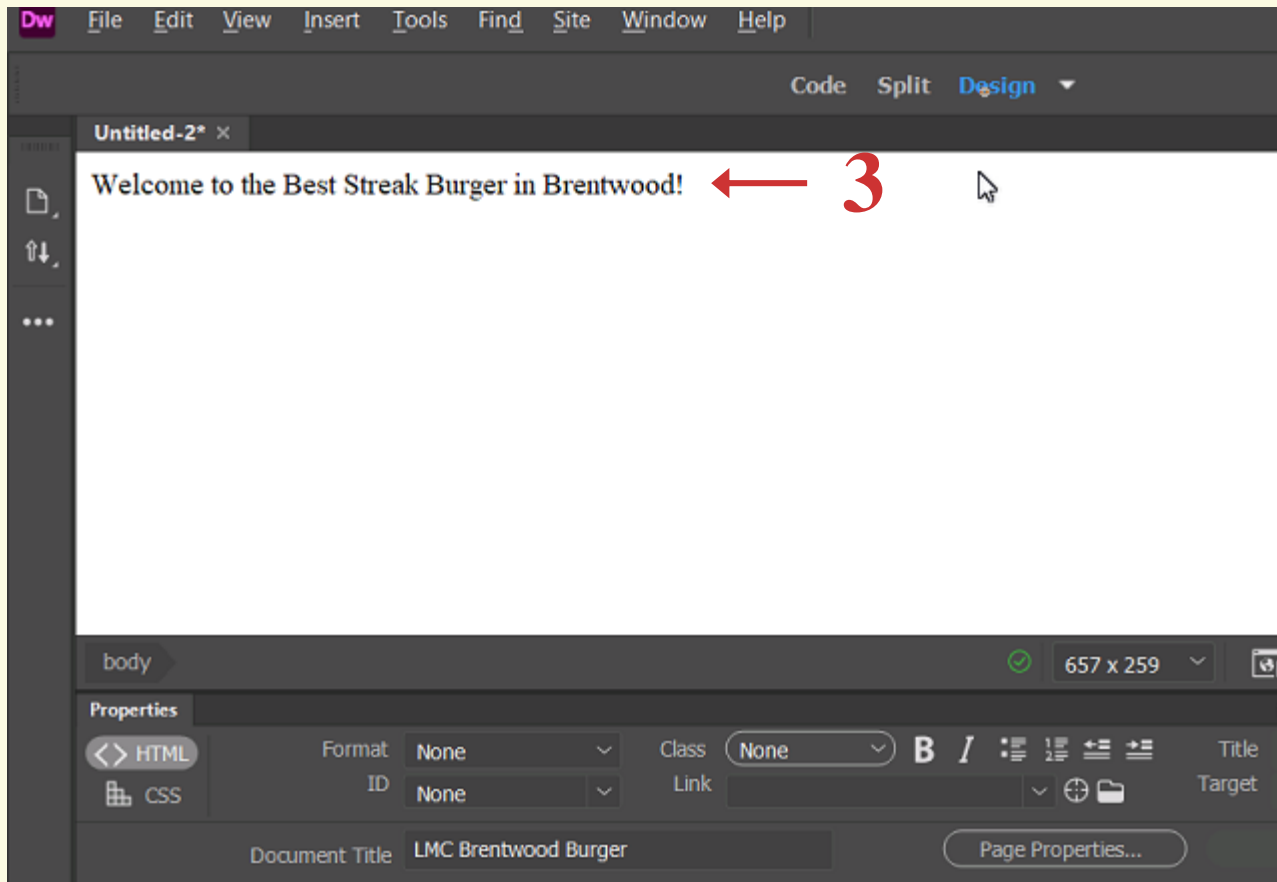 Dw File Edit View Insert Tools Find Site Window Help
Code Split Design
Untitled-2* ×
Welcome to the Best Streak Burger in Brentwood! ← 3
body 657 x 259
Properties
<> HTML Format None Class None B I Title
CSS ID None Link Target
Document Title LMC Brentwood Burger Page Properties...